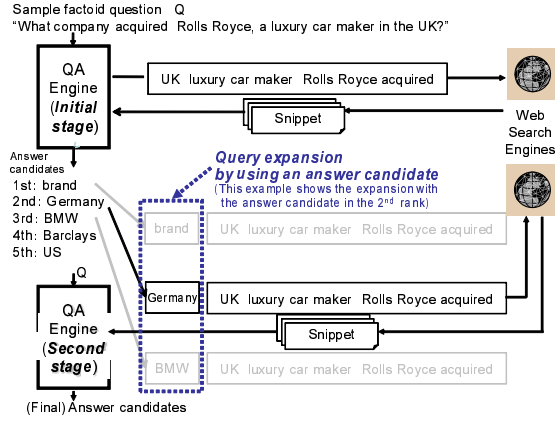 Sample factoid question Q
“What company acquired Rolls Royce, a luxury car maker in the UK?”
QA
Engine
(Initial
stage)
UK luxury car maker Rolls Royce acquired
Snippet
Web
Search
Engines
Answer
candidates
1st: brand
2nd: Germany
3rd: BMW
4th: Barclays
5th: US
Query expansion
by using an answer candidate
(This example shows the expansion with
the answer candidate in the 2nd rank)
brand UK luxury car maker Rolls Royce acquired
Q
Germany UK luxury car maker Rolls Royce acquired
QA
Engine
(Second
stage)
Snippet
BMW UK luxury car maker Rolls Royce acquired
(Final) Answer candidates